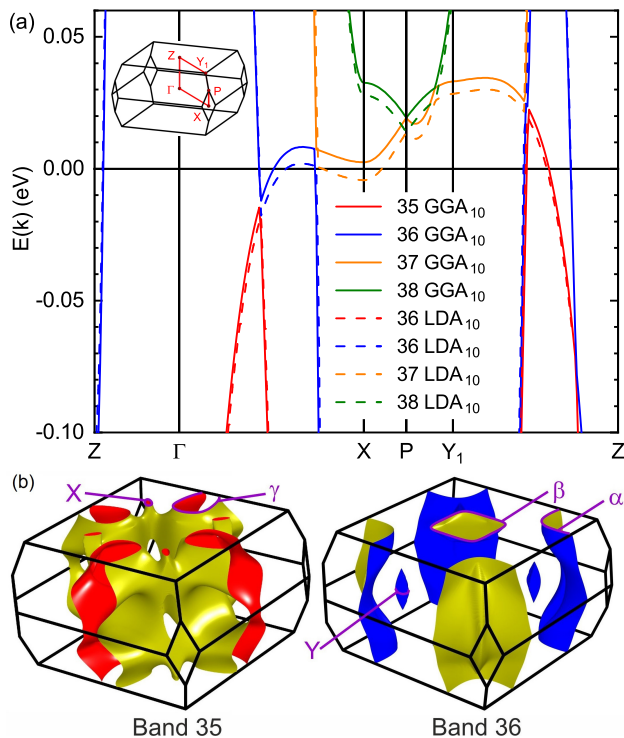 (a)
0.06
0.00
-0.05
-0.10
E(k) (eV)
Z
Y1
Γ
P
X
35 GGA10
36 GGA10
37 GGA10
38 GGA10
36 LDA10
36 LDA10
37 LDA10
38 LDA10
Z Γ X P Y1 Z
(b)
X
γ
β
α
Y
Band 35
Band 36